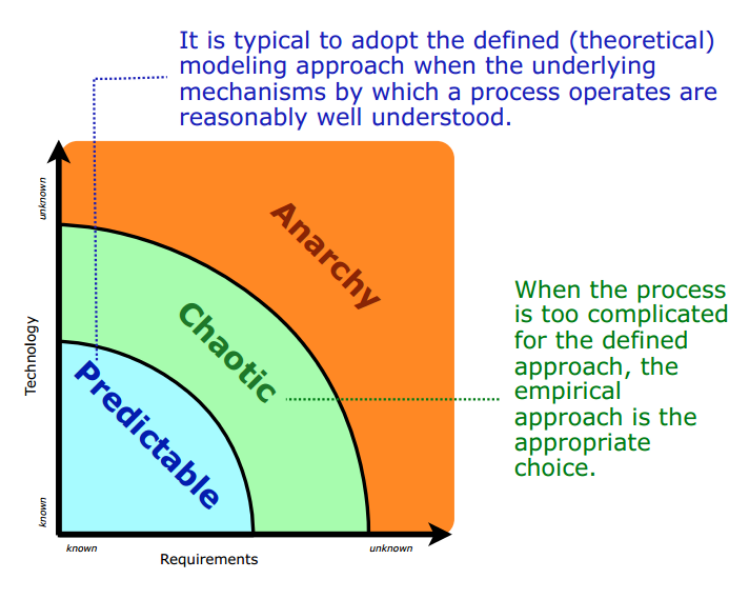 It is typical to adopt the defined (theoretical)
modeling approach when the underlying
mechanisms by which a process operates are
reasonably well understood.
unknown
Anarchy
Chaotic
Predictable
Technology
known
When the process
is too complicated
for the defined
approach, the
empirical
approach is the
appropriate
choice.
known
unknown
Requirements